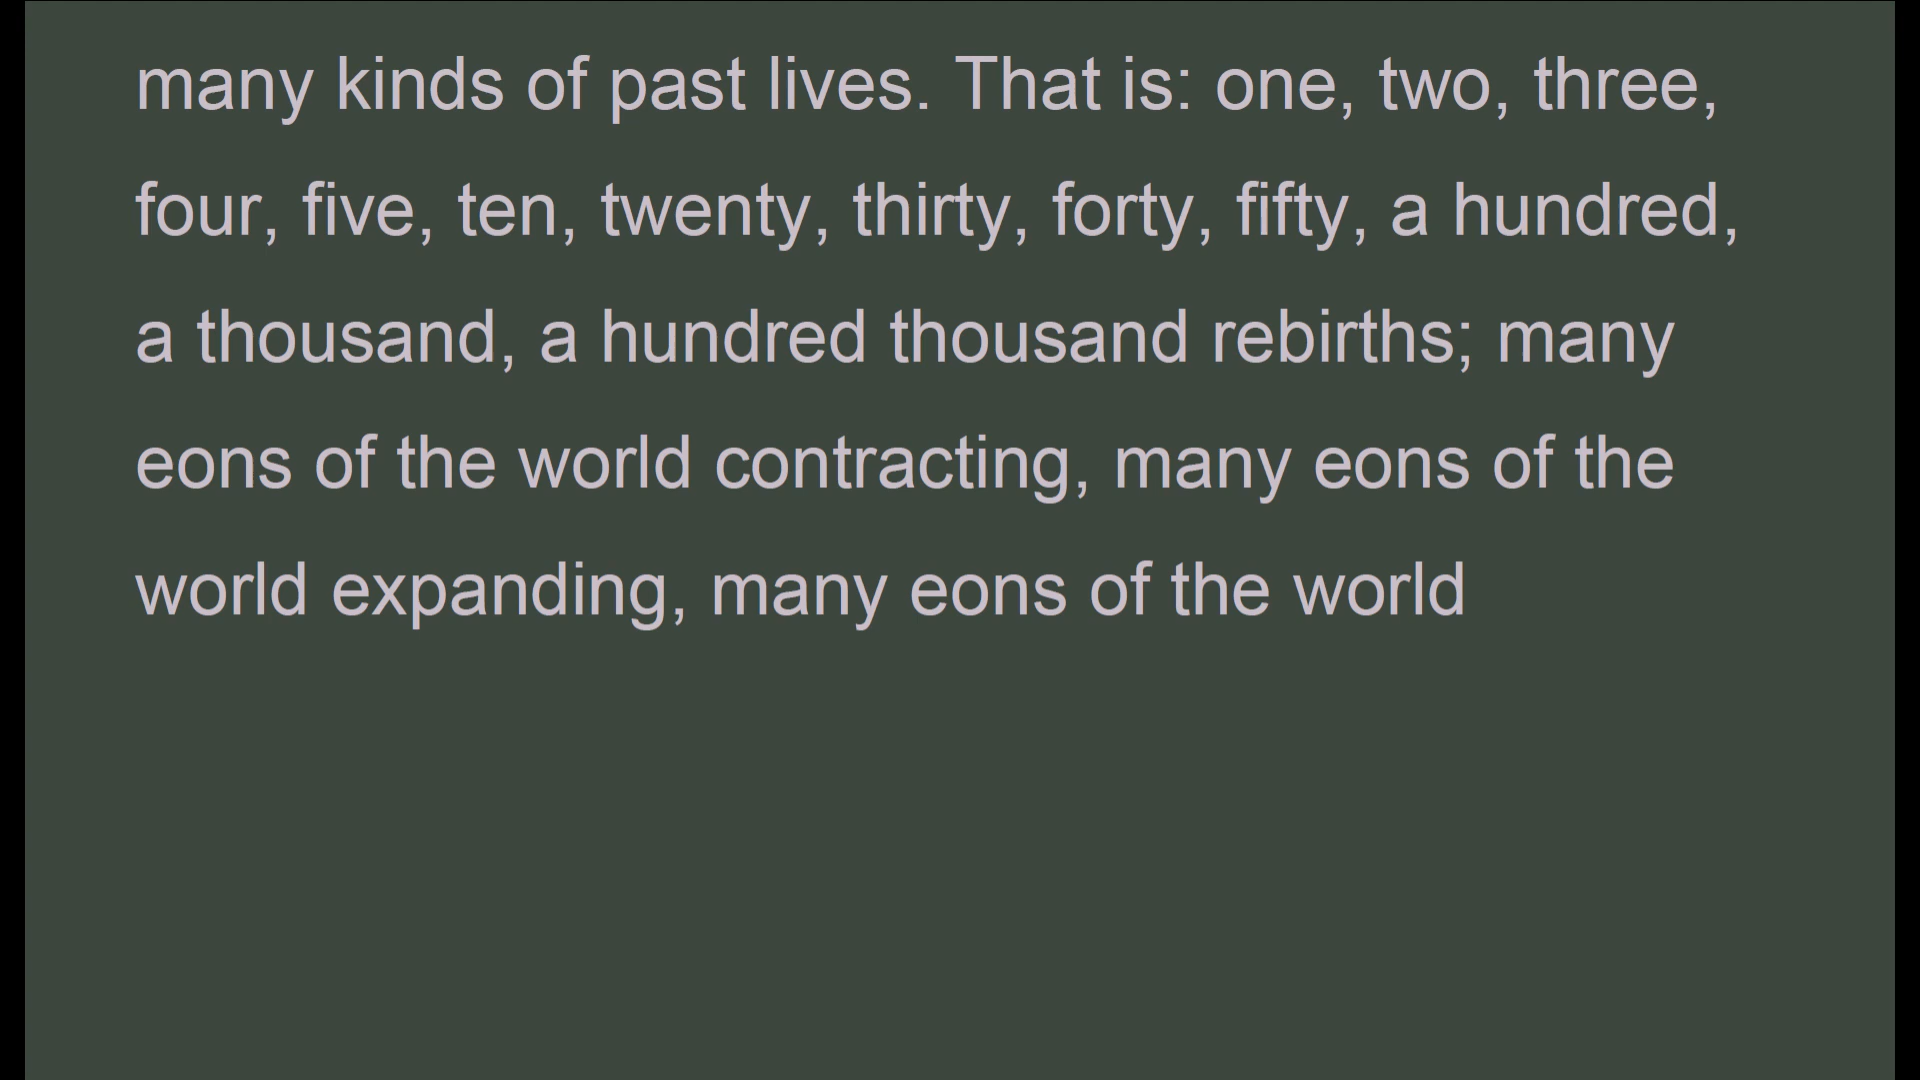 many kinds of past lives. That is: one, two, three,
four, five, ten, twenty, thirty, forty, fifty, a hundred,
a thousand, a hundred thousand rebirths; many
eons of the world contracting, many eons of the
world expanding, many eons of the world